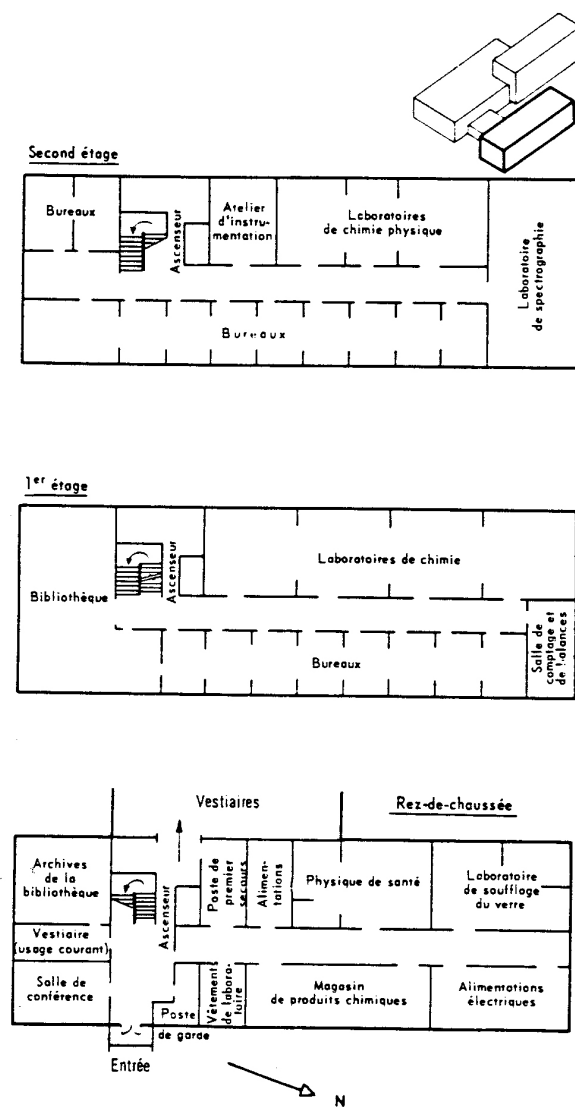 Second étage
Bureaux
Ascenseur
Atelier
d'instru-
mentation
Laboratoires
de chimie physique
Laboratoire
de spectrographie
Bureaux
1er étage
Bibliothèque
Ascenseur
Laboratoires de chimie
Bureaux
Salle de
comptage et
de balances
Vestiaires
Rez-de-chaussée
Archives
de la
bibliothèque
Ascenseur
Poste de
premier
secours
Alimen-
tations
Physique de santé
Laboratoire
de soufflage
du verre
Vestiaire
(usage courant)
Salle de
conférence
Poste
de garde
Vêtements
de labora-
toire
Magasin
de produits chimiques
Alimentations
électriques
Entrée
N